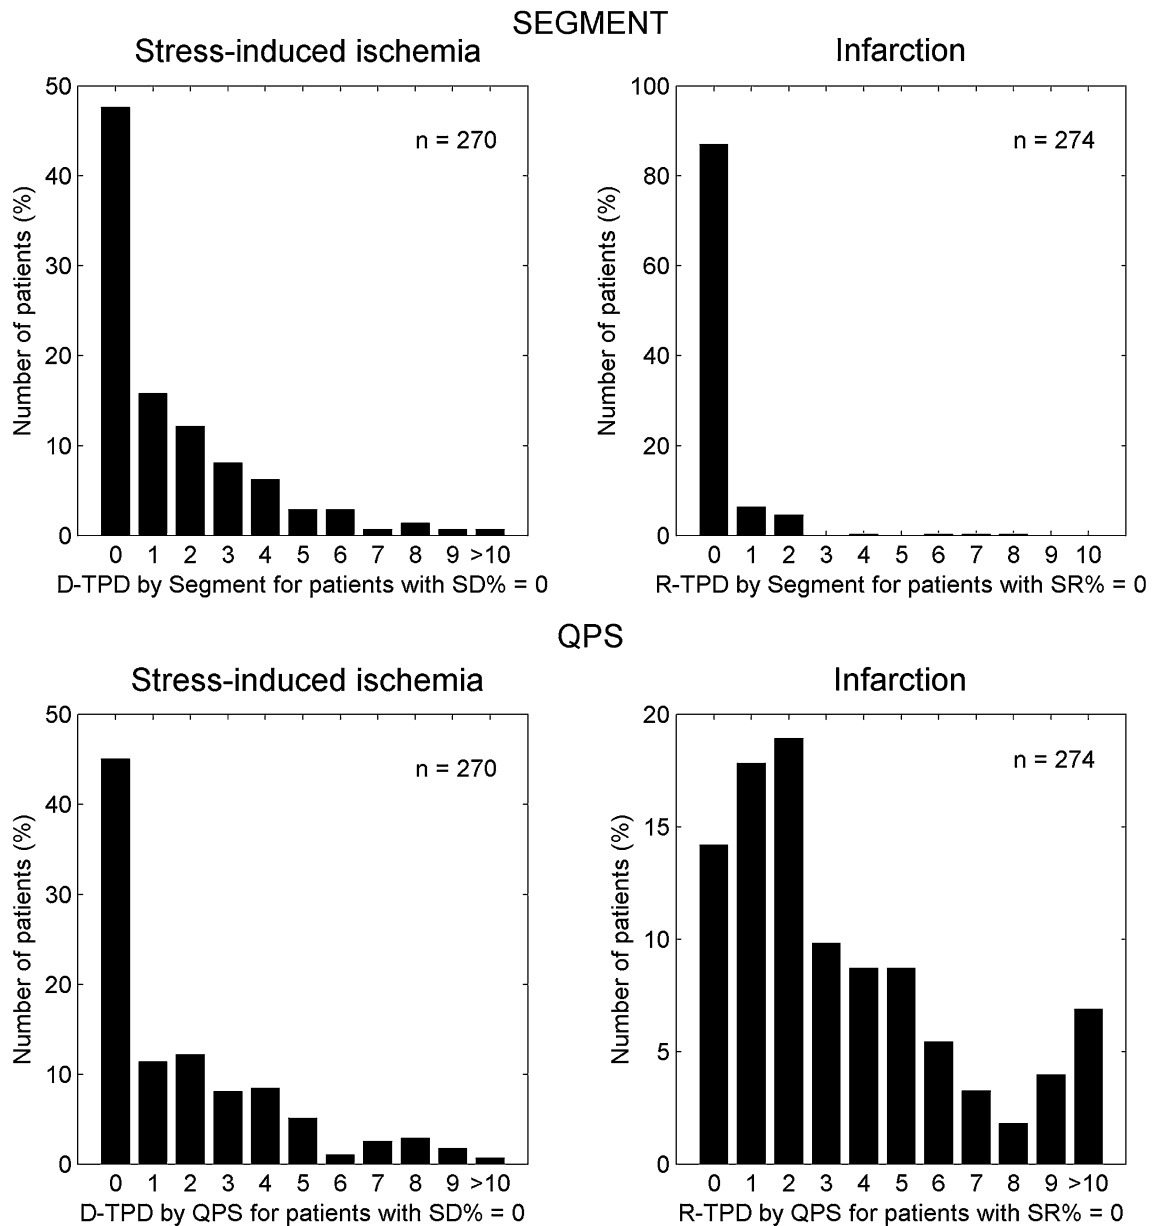 SEGMENT
Stress-induced ischemia
Number of patients (%)
50
40
30
20
10
0
n = 270
0 1 2 3 4 5 6 7 8 9 >10
D-TPD by Segment for patients with SD% = 0
Infarction
Number of patients (%)
100
80
60
40
20
0
n = 274
0 1 2 3 4 5 6 7 8 9 10
R-TPD by Segment for patients with SR% = 0
QPS
Stress-induced ischemia
Number of patients (%)
50
40
30
20
10
0
n = 270
0 1 2 3 4 5 6 7 8 9 >10
D-TPD by QPS for patients with SD% = 0
Infarction
Number of patients (%)
20
15
10
5
0
n = 274
0 1 2 3 4 5 6 7 8 9 >10
R-TPD by QPS for patients with SR% = 0